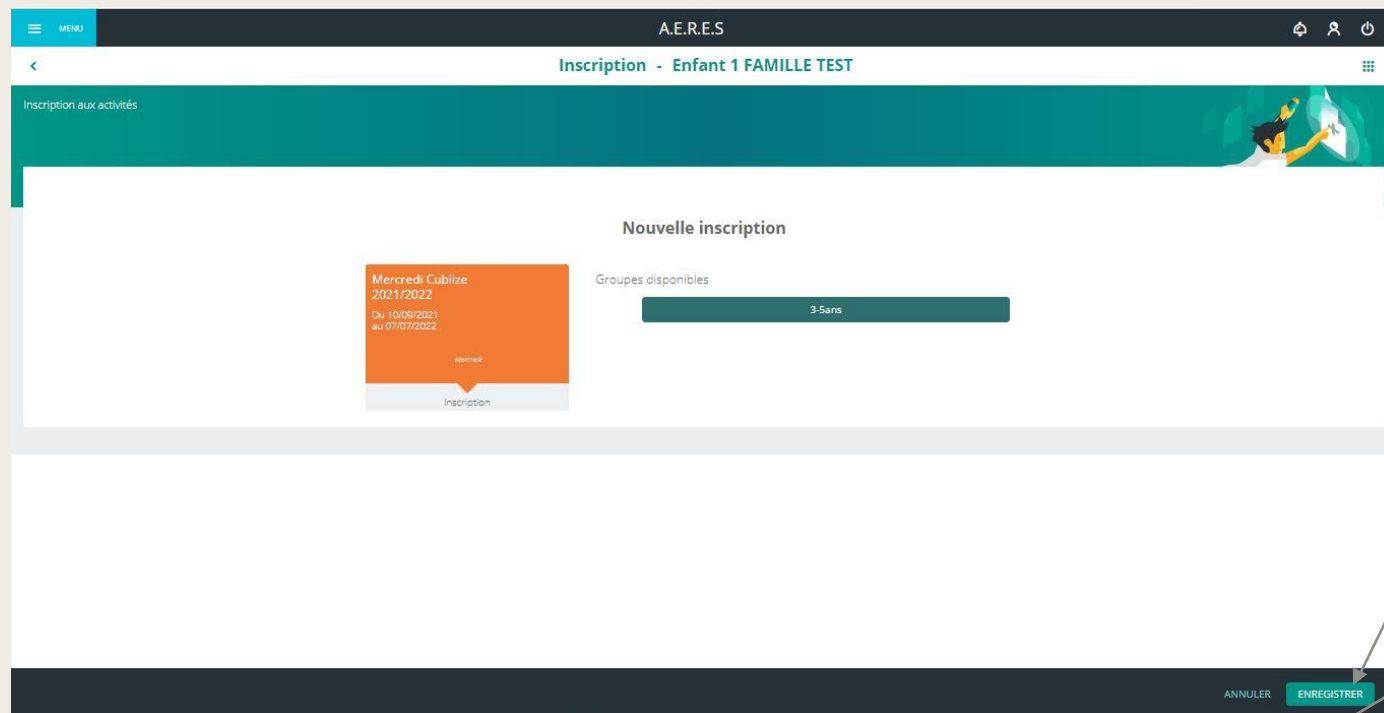 MENU
A.E.R.E.S
Inscription - Enfant 1 FAMILLE TEST
Inscription aux activités
Nouvelle inscription
Mercredi Cublize
2021/2022
Du 10/09/2021
au 07/07/2022
Mercredi
Inscription
Groupes disponibles
3-5ans
ANNULER
ENREGISTRER